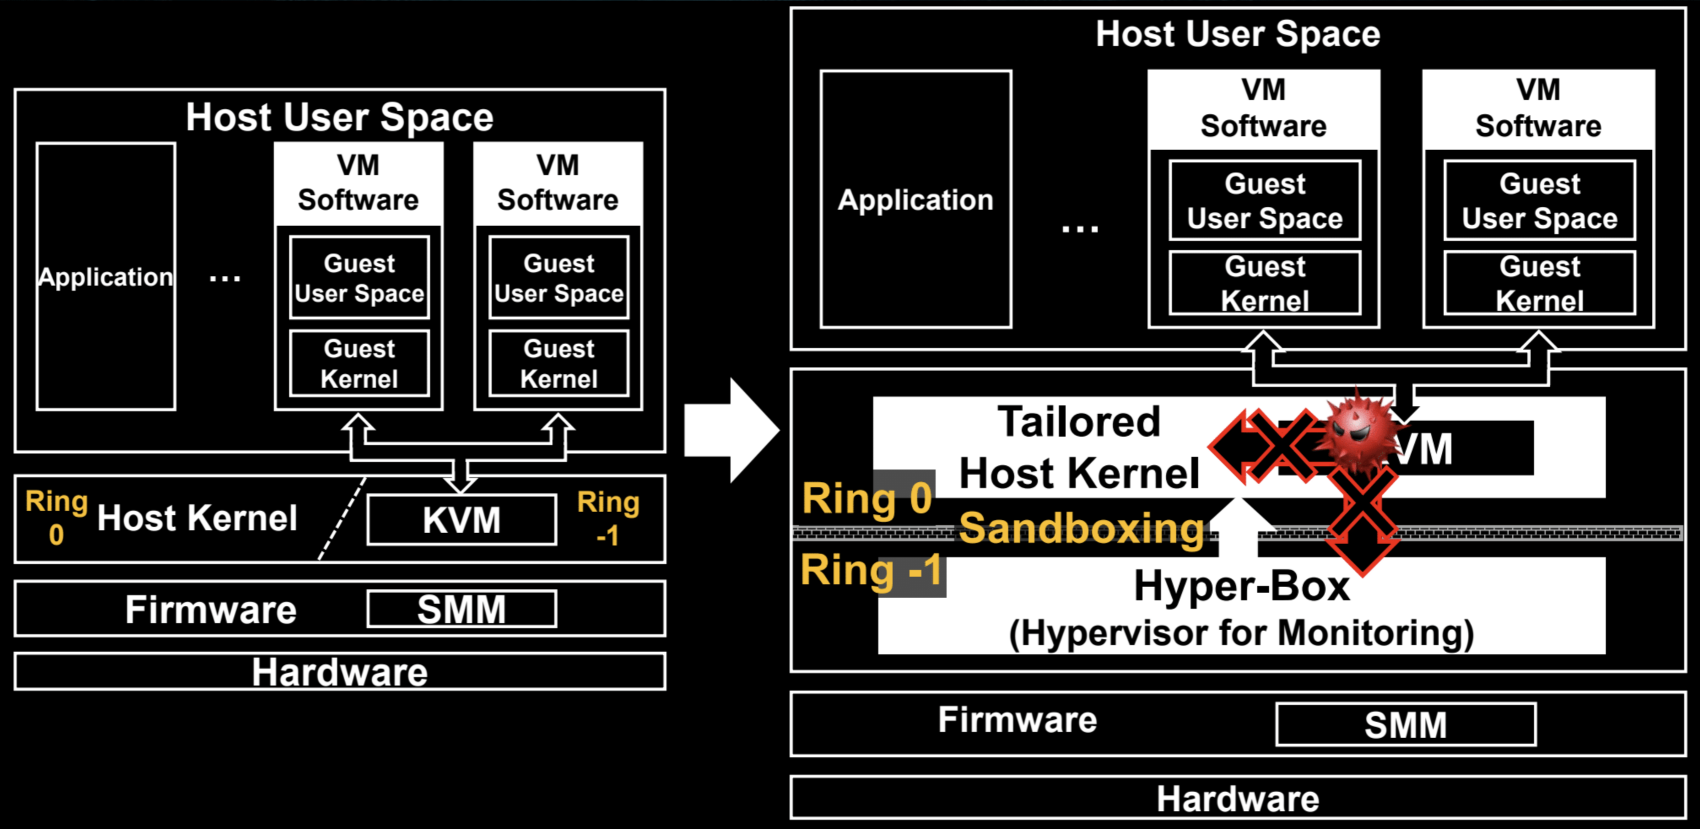 Host User Space
VM
Software
VM
Software
Application
...
Guest
User Space
Guest
User Space
Guest
Kernel
Guest
Kernel
Ring
0
Host Kernel
KVM
Ring
-1
Firmware
SMM
Hardware
Host User Space
VM
Software
VM
Software
Application
...
Guest
User Space
Guest
User Space
Guest
Kernel
Guest
Kernel
Tailored
Host Kernel
VM
Ring 0
Sandboxing
Ring -1
Hyper-Box
(Hypervisor for Monitoring)
Firmware
SMM
Hardware